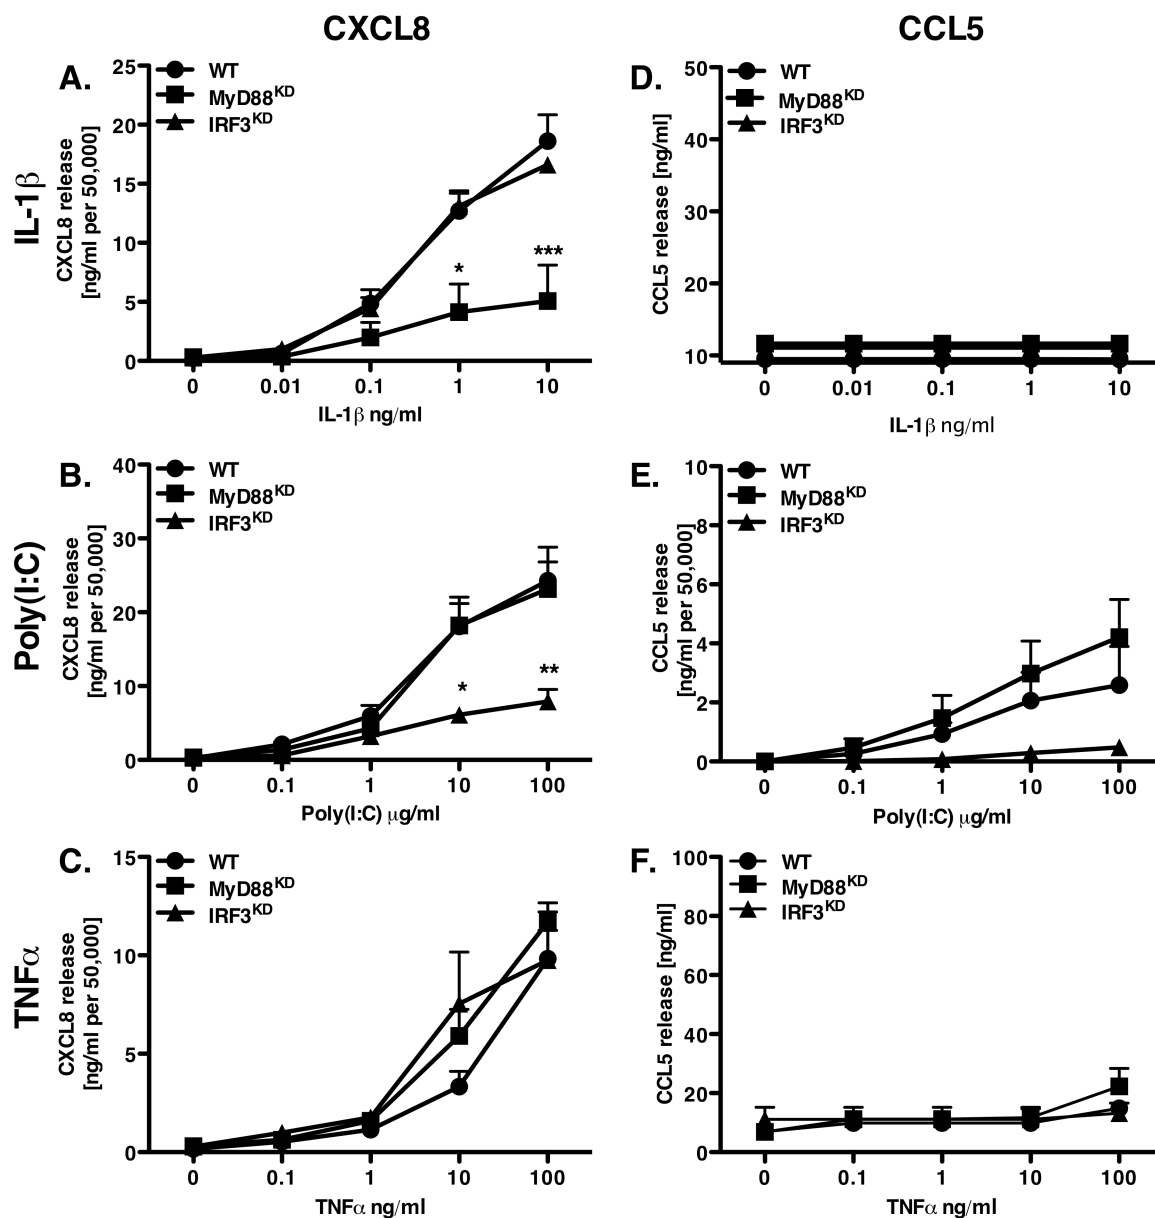 CXCL8
CCL5
IL-1β
A.
CXCL8 release
[ng/ml per 50,000]
25
20
15
10
5
0
WT
MyD88KD
IRF3KD
*
***
0 0.01 0.1 1 10
IL-1β ng/ml
D.
CCL5 release [ng/ml]
50
40
30
20
10
WT
MyD88KD
IRF3KD
0 0.01 0.1 1 10
IL-1β ng/ml
Poly(I:C)
B.
CXCL8 release
[ng/ml per 50,000]
40
30
20
10
0
WT
MyD88KD
IRF3KD
*
**
0 0.1 1 10 100
Poly(I:C) μg/ml
E.
CCL5 release
[ng/ml per 50,000]
10
8
6
4
2
0
WT
MyD88KD
IRF3KD
0 0.1 1 10 100
Poly(I:C) μg/ml
TNFα
C.
CXCL8 release
[ng/ml per 50,000]
15
10
5
0
WT
MyD88KD
IRF3KD
0 0.1 1 10 100
TNFα ng/ml
F.
CCL5 release [ng/ml]
100
80
60
40
20
0
WT
MyD88KD
IRF3KD
0 0.1 1 10 100
TNFα ng/ml